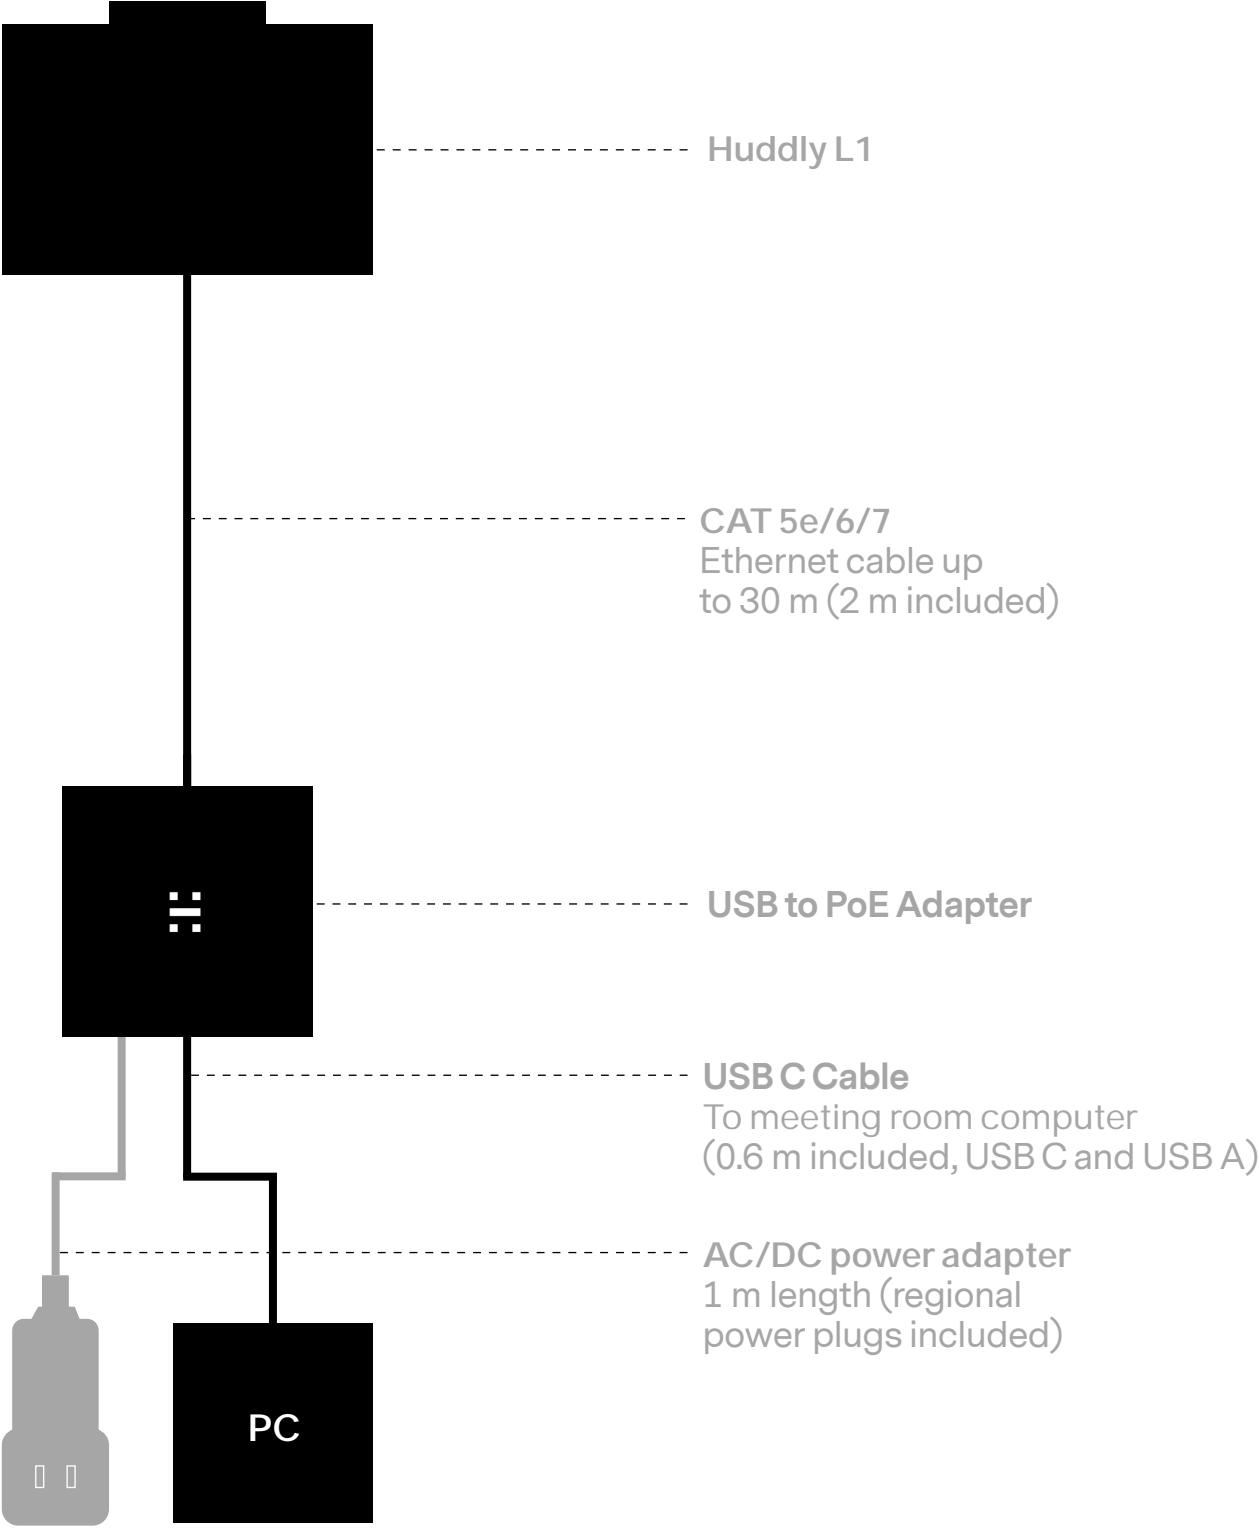 Huddly L1
CAT 5e/6/7
Ethernet cable up
to 30 m (2 m included)
USB to PoE Adapter
USB C Cable
To meeting room computer
(0.6 m included, USB C and USB A)
AC/DC power adapter
1 m length (regional
power plugs included)
PC